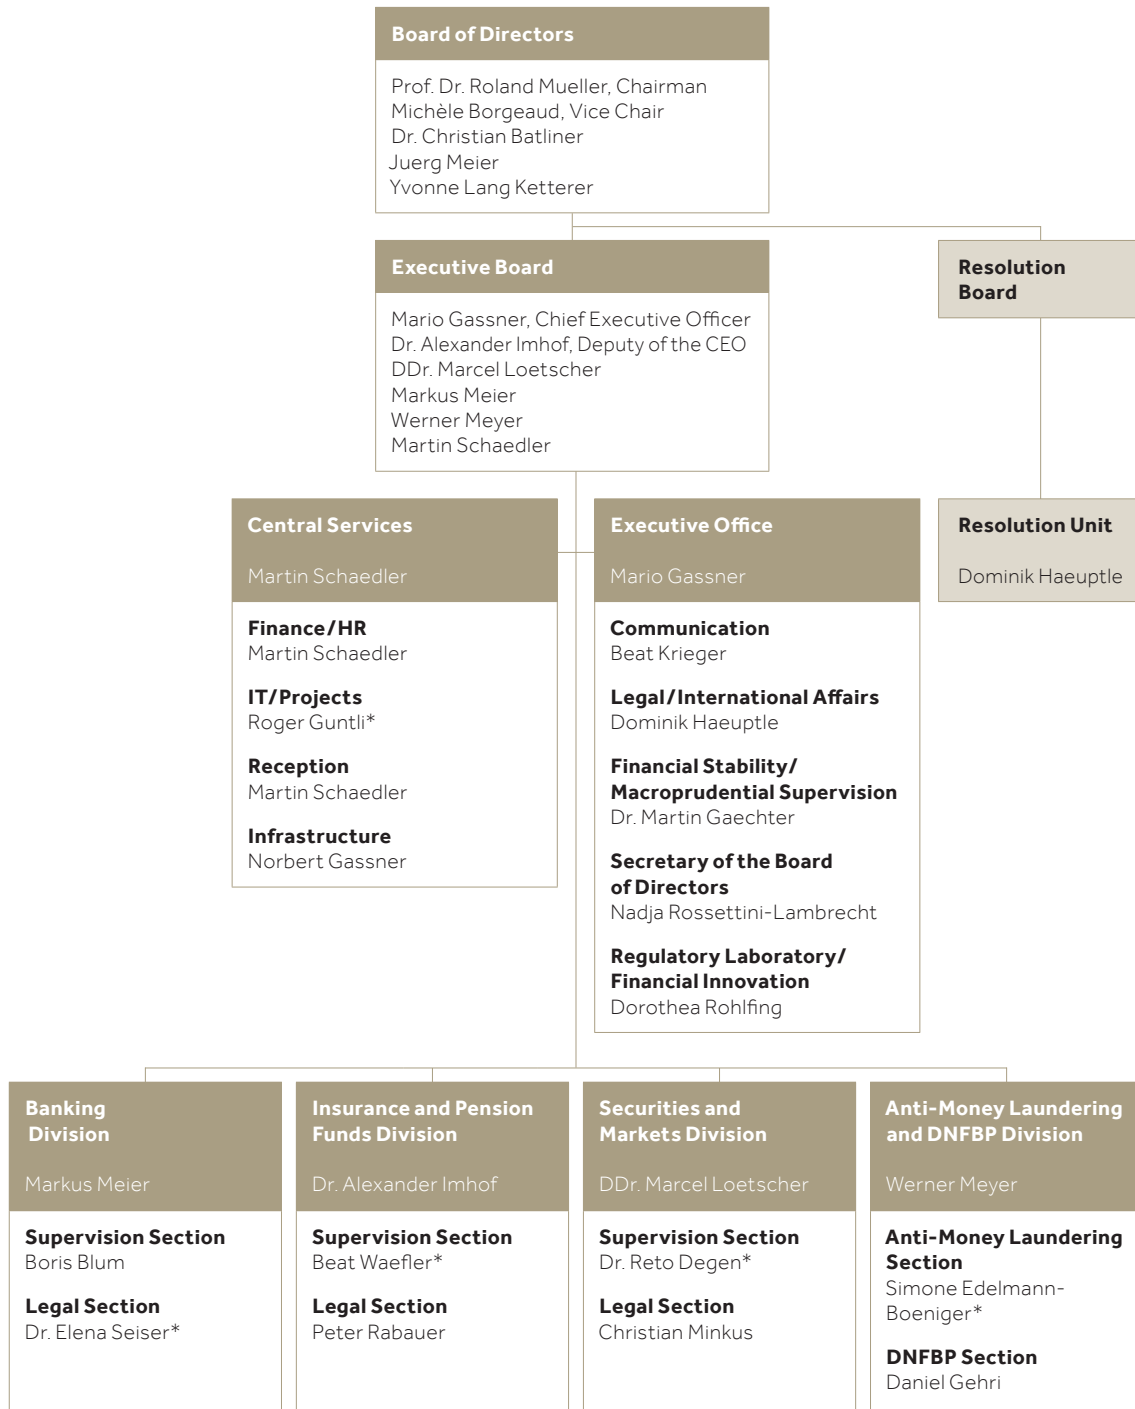 Board of Directors
Prof. Dr. Roland Mueller, Chairman
Michèle Borgeaud, Vice Chair
Dr. Christian Batliner
Juerg Meier
Yvonne Lang Ketterer
Executive Board
Mario Gassner, Chief Executive Officer
Dr. Alexander Imhof, Deputy of the CEO
DDr. Marcel Loetscher
Markus Meier
Werner Meyer
Martin Schaedler
Resolution
Board
Central Services
Martin Schaedler
Finance/HR
Martin Schaedler
IT/Projects
Roger Guntli*
Reception
Martin Schaedler
Infrastructure
Norbert Gassner
Executive Office
Mario Gassner
Communication
Beat Krieger
Legal/International Affairs
Dominik Haeuptle
Financial Stability/
Macroprudential Supervision
Dr. Martin Gaechter
Secretary of the Board
of Directors
Nadja Rossettini-Lambrecht
Regulatory Laboratory/
Financial Innovation
Dorothea Rohlfing
Resolution Unit
Dominik Haeuptle
Banking
Division
Markus Meier
Supervision Section
Boris Blum
Legal Section
Dr. Elena Seiser*
Insurance and Pension
Funds Division
Dr. Alexander Imhof
Supervision Section
Beat Waefler*
Legal Section
Peter Rabauer
Securities and
Markets Division
DDr. Marcel Loetscher
Supervision Section
Dr. Reto Degen*
Legal Section
Christian Minkus
Anti-Money Laundering
and DNFBP Division
Werner Meyer
Anti-Money Laundering
Section
Simone Edelmann-
Boeniger*
DNFBP Section
Daniel Gehri